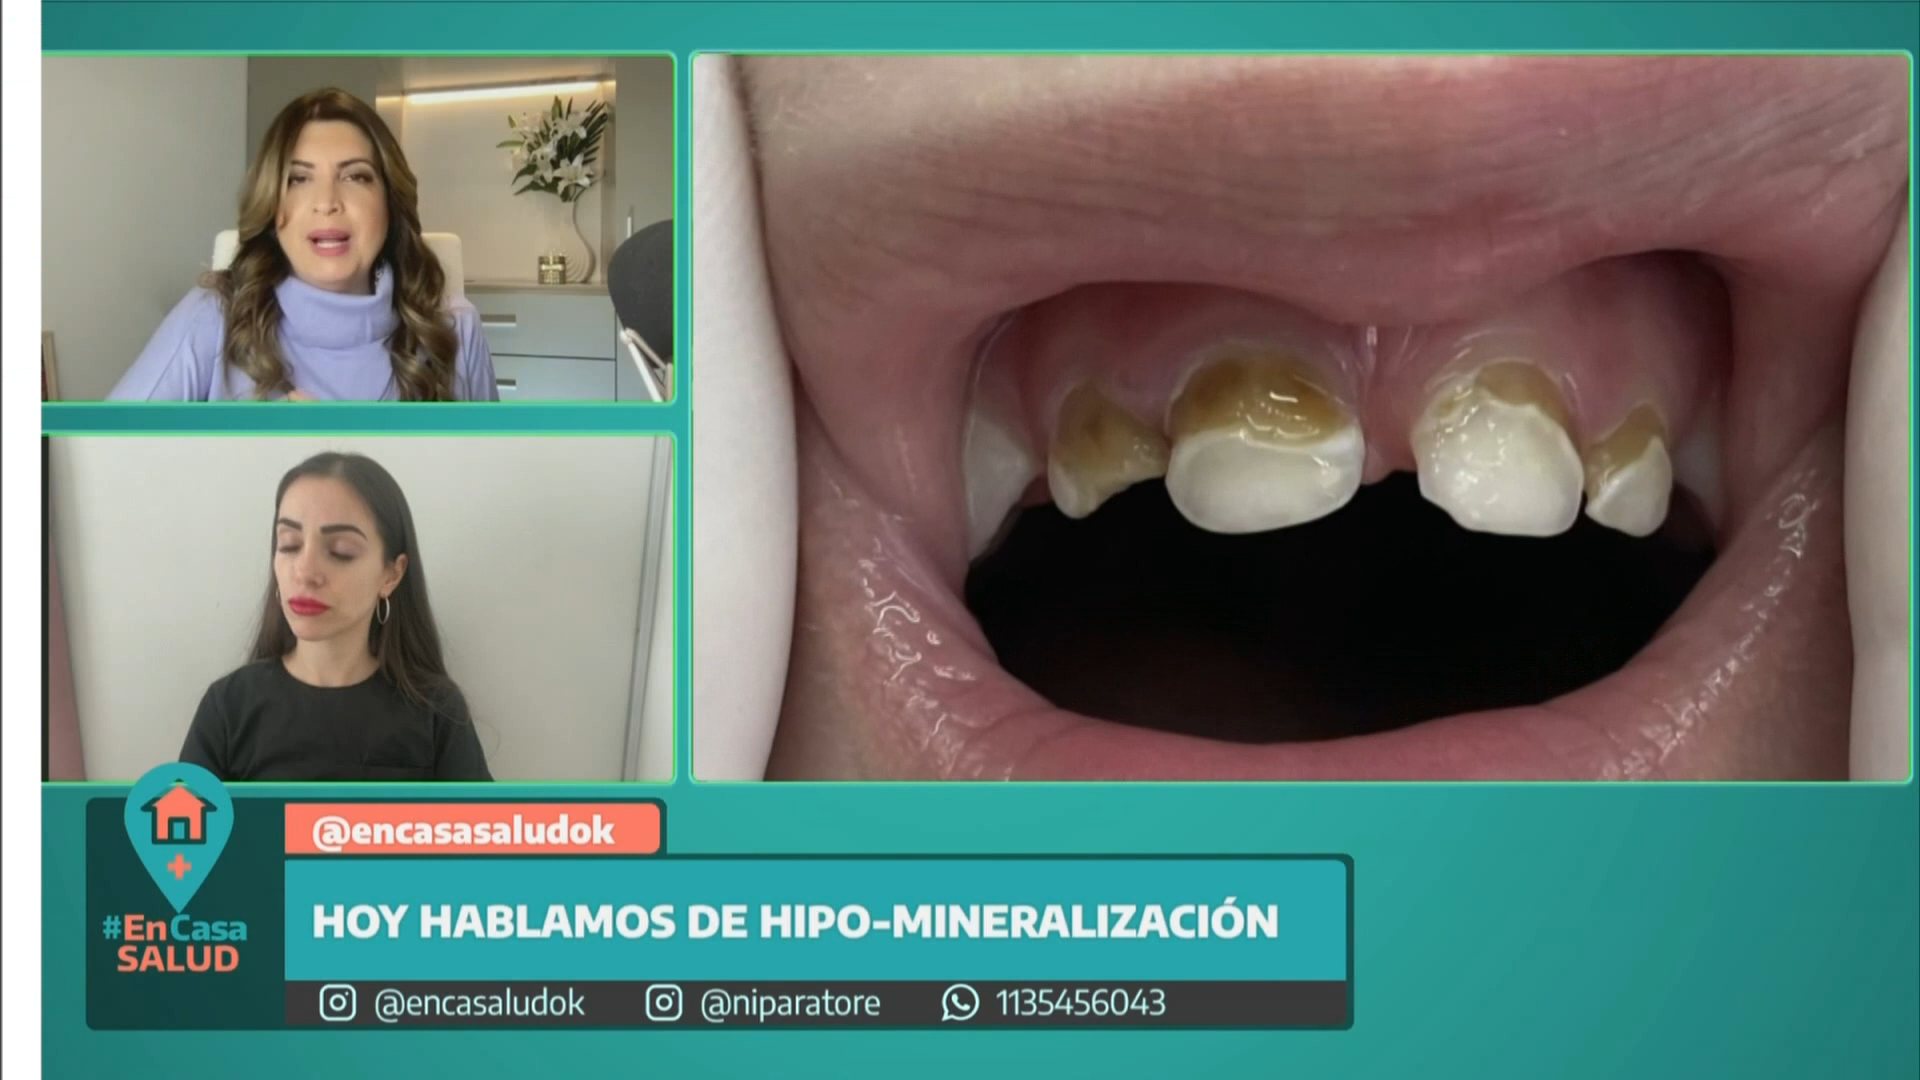 @encasasaludok
#EnCasa
SALUD
HOY HABLAMOS DE HIPO-MINERALIZACIÓN
@encasaludok @niparatore 1135456043